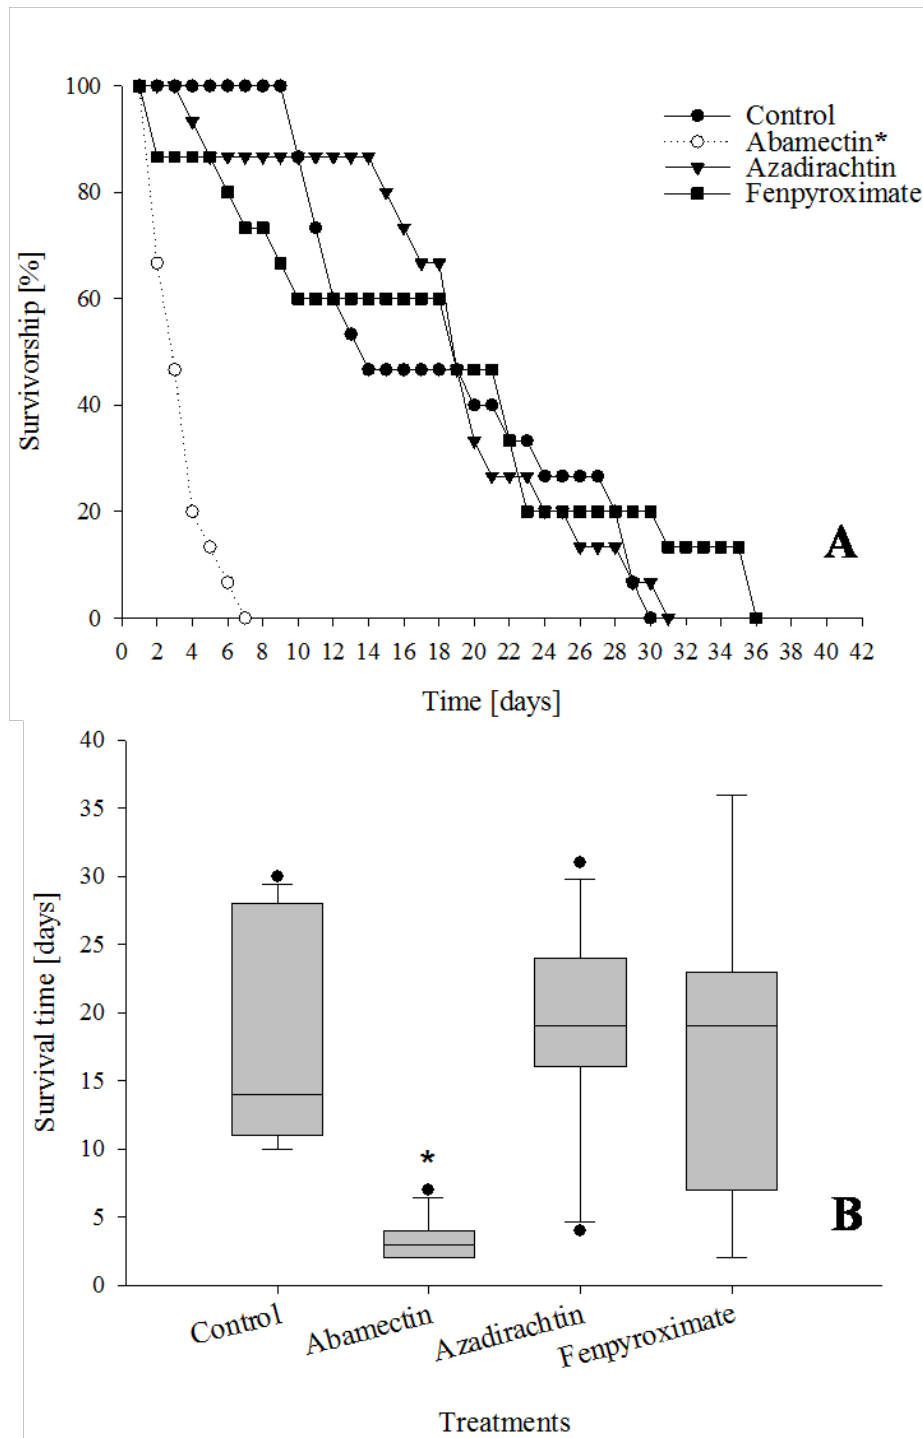 100
80
60
40
20
0
Survivorship [%]
Control
Abamectin*
Azadirachtin
Fenpyroximate
A
0 2 4 6 8 10 12 14 16 18 20 22 24 26 28 30 32 34 36 38 40 42
Time [days]
40
35
30
25
20
15
10
5
0
Survival time [days]
*
B
Control Abamectin Azadirachtin Fenpyroximate
Treatments